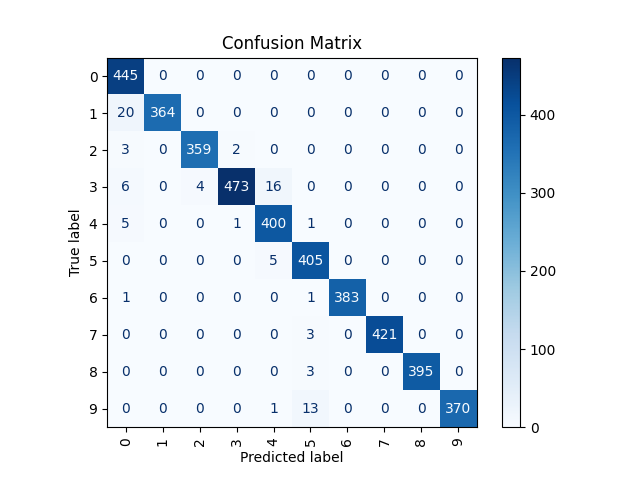 Confusion Matrix
0 445 0 0 0 0 0 0 0 0 0
1 20 364 0 0 0 0 0 0 0 0
2 3 0 359 2 0 0 0 0 0 0
3 6 0 4 473 16 0 0 0 0 0
4 5 0 0 1 400 1 0 0 0 0
5 0 0 0 0 5 405 0 0 0 0
6 1 0 0 0 0 1 383 0 0 0
7 0 0 0 0 0 3 0 421 0 0
8 0 0 0 0 0 3 0 0 395 0
9 0 0 0 0 1 13 0 0 0 370
0 1 2 3 4 5 6 7 8 9
True label
Predicted label
400
300
200
100
0